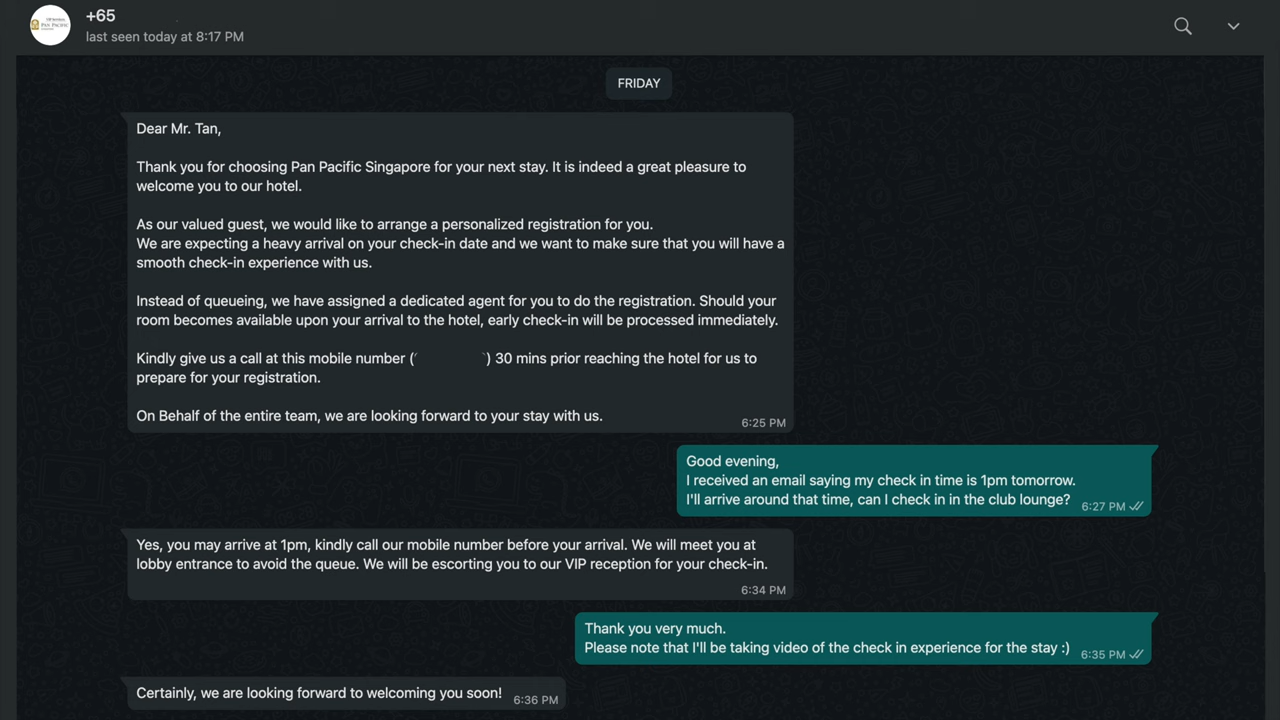 +65
last seen today at 8:17 PM
PAN PACIFIC
FRIDAY
Dear Mr. Tan,
Thank you for choosing Pan Pacific Singapore for your next stay. It is indeed a great pleasure to
welcome you to our hotel.
As our valued guest, we would like to arrange a personalized registration for you.
We are expecting a heavy arrival on your check-in date and we want to make sure that you will have a
smooth check-in experience with us.
Instead of queueing, we have assigned a dedicated agent for you to do the registration. Should your
room becomes available upon your arrival to the hotel, early check-in will be processed immediately.
Kindly give us a call at this mobile number ( ) 30 mins prior reaching the hotel for us to
prepare for your registration.
On Behalf of the entire team, we are looking forward to your stay with us.
6:25 PM
Good evening,
I received an email saying my check in time is 1pm tomorrow.
I'll arrive around that time, can I check in in the club lounge?
6:27 PM
Yes, you may arrive at 1pm, kindly call our mobile number before your arrival. We will meet you at
lobby entrance to avoid the queue. We will be escorting you to our VIP reception for your check-in.
6:34 PM
Thank you very much.
Please note that I'll be taking video of the check in experience for the stay :)
6:35 PM
Certainly, we are looking forward to welcoming you soon!
6:36 PM